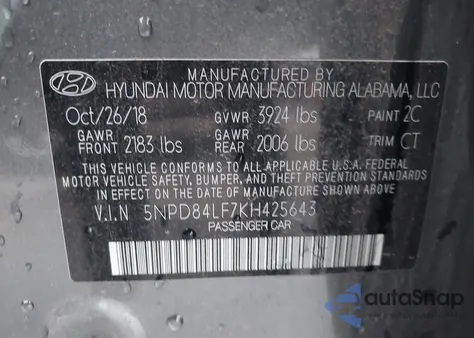 MANUFACTURED BY
HYUNDAI MOTOR MANUFACTURING ALABAMA, LLC
Oct/26/18 GVWR 3924 lbs PAINT 2C
GAWR FRONT 2183 lbs GAWR REAR 2006 lbs TRIM CT
THIS VEHICLE CONFORMS TO ALL APPLICABLE U.S.A. FEDERAL
MOTOR VEHICLE SAFETY, BUMPER, AND THEFT PREVENTION STANDARDS
IN EFFECT ON THE DATE OF MANUFACTURE SHOWN ABOVE.
V.I.N 5NPD84LF7KH425643
PASSENGER CAR
autoSnap